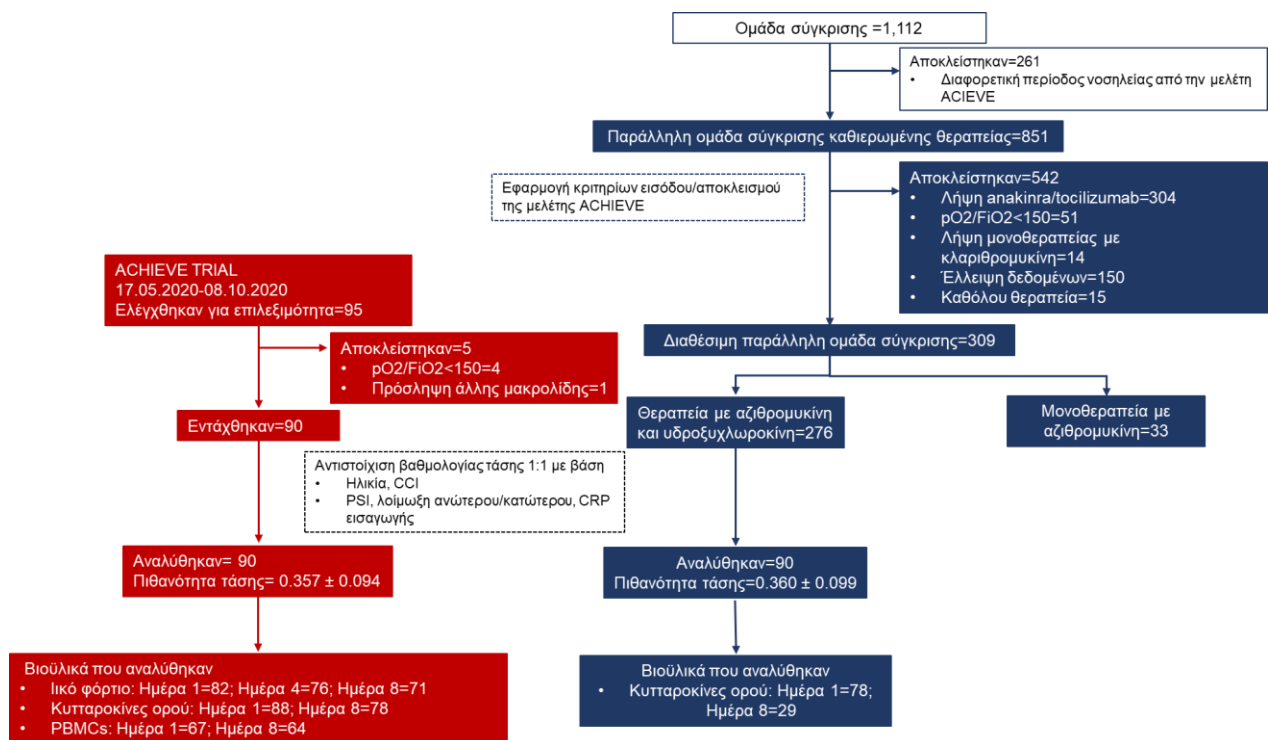 Ομάδα σύγκρισης =1,112
Αποκλείστηκαν=261
• Διαφορετική περίοδος νοσηλείας από την μελέτη
ACIEVE
Παράλληλη ομάδα σύγκρισης καθιερωμένης θεραπείας=851
Εφαρμογή κριτηρίων εισόδου/αποκλεισμού
της μελέτης ACHIEVE
Αποκλείστηκαν=542
• Λήψη anakinra/tocilizumab=304
• pO2/FiO2<150=51
• Λήψη μονοθεραπείας με
κλαριθρομυκίνη=14
• Έλλειψη δεδομένων=150
• Καθόλου θεραπεία=15
ACHIEVE TRIAL
17.05.2020-08.10.2020
Ελέγχθηκαν για επιλεξιμότητα=95
Αποκλείστηκαν=5
• pO2/FiO2<150=4
• Πρόσληψη άλλης μακρολίδης=1
Διαθέσιμη παράλληλη ομάδα σύγκρισης=309
Εντάχθηκαν=90
Θεραπεία με αζιθρομυκίνη
και υδροξυχλωροκίνη=276
Μονοθεραπεία με
αζιθρομυκίνη=33
Αντιστοίχιση βαθμολογίας τάσης 1:1 με βάση
• Ηλικία, CCI
• PSI, λοίμωξη ανώτερου/κατώτερου, CRP
εισαγωγής
Αναλύθηκαν= 90
Πιθανότητα τάσης= 0.357 ± 0.094
Αναλύθηκαν=90
Πιθανότητα τάσης=0.360 ± 0.099
Βιοϋλικά που αναλύθηκαν
• Ιικό φόρτιο: Ημέρα 1=82; Ημέρα 4=76; Ημέρα 8=71
• Κυτταροκίνες ορού: Ημέρα 1=88; Ημέρα 8=78
• PBMCs: Ημέρα 1=67; Ημέρα 8=64
Βιοϋλικά που αναλύθηκαν
• Κυτταροκίνες ορού: Ημέρα 1=78;
Ημέρα 8=29